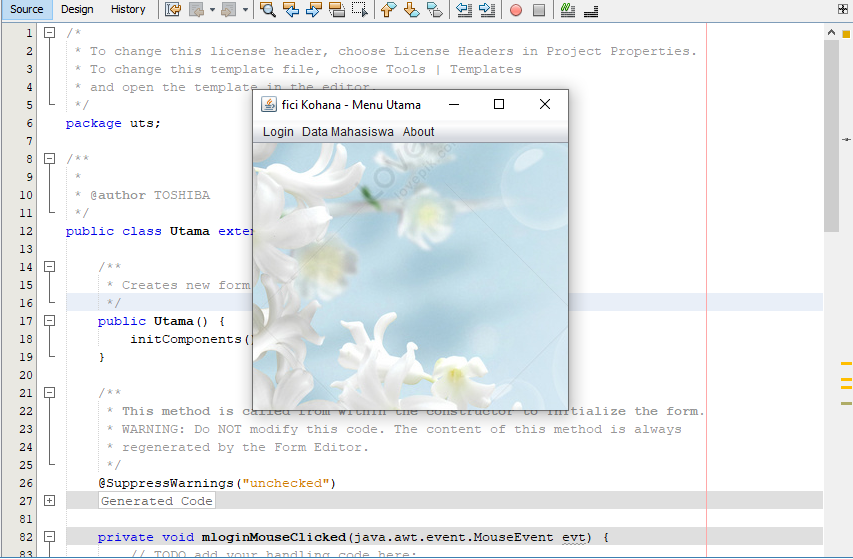 Source Design History
1 /*
2 * To change this license header, choose License Headers in Project Properties.
3 * To change this template file, choose Tools | Templates
4 * and open the template in the editor.
5 */
6 package uts;
7
8 /**
9 *
10 * @author TOSHIBA
11 */
12 public class Utama exten
13
14 /**
15 * Creates new form
16 */
17 public Utama() {
18 initComponents(
19 }
20
21 /**
22 * This method is called from within the constructor to initialize the form.
23 * WARNING: Do NOT modify this code. The content of this method is always
24 * regenerated by the Form Editor.
25 */
26 @SuppressWarnings("unchecked")
27 Generated Code
81
82 private void mloginMouseClicked(java.awt.event.MouseEvent evt) {
83 // TODO add your handling code here:
fici Kohana - Menu Utama
Login Data Mahasiswa About